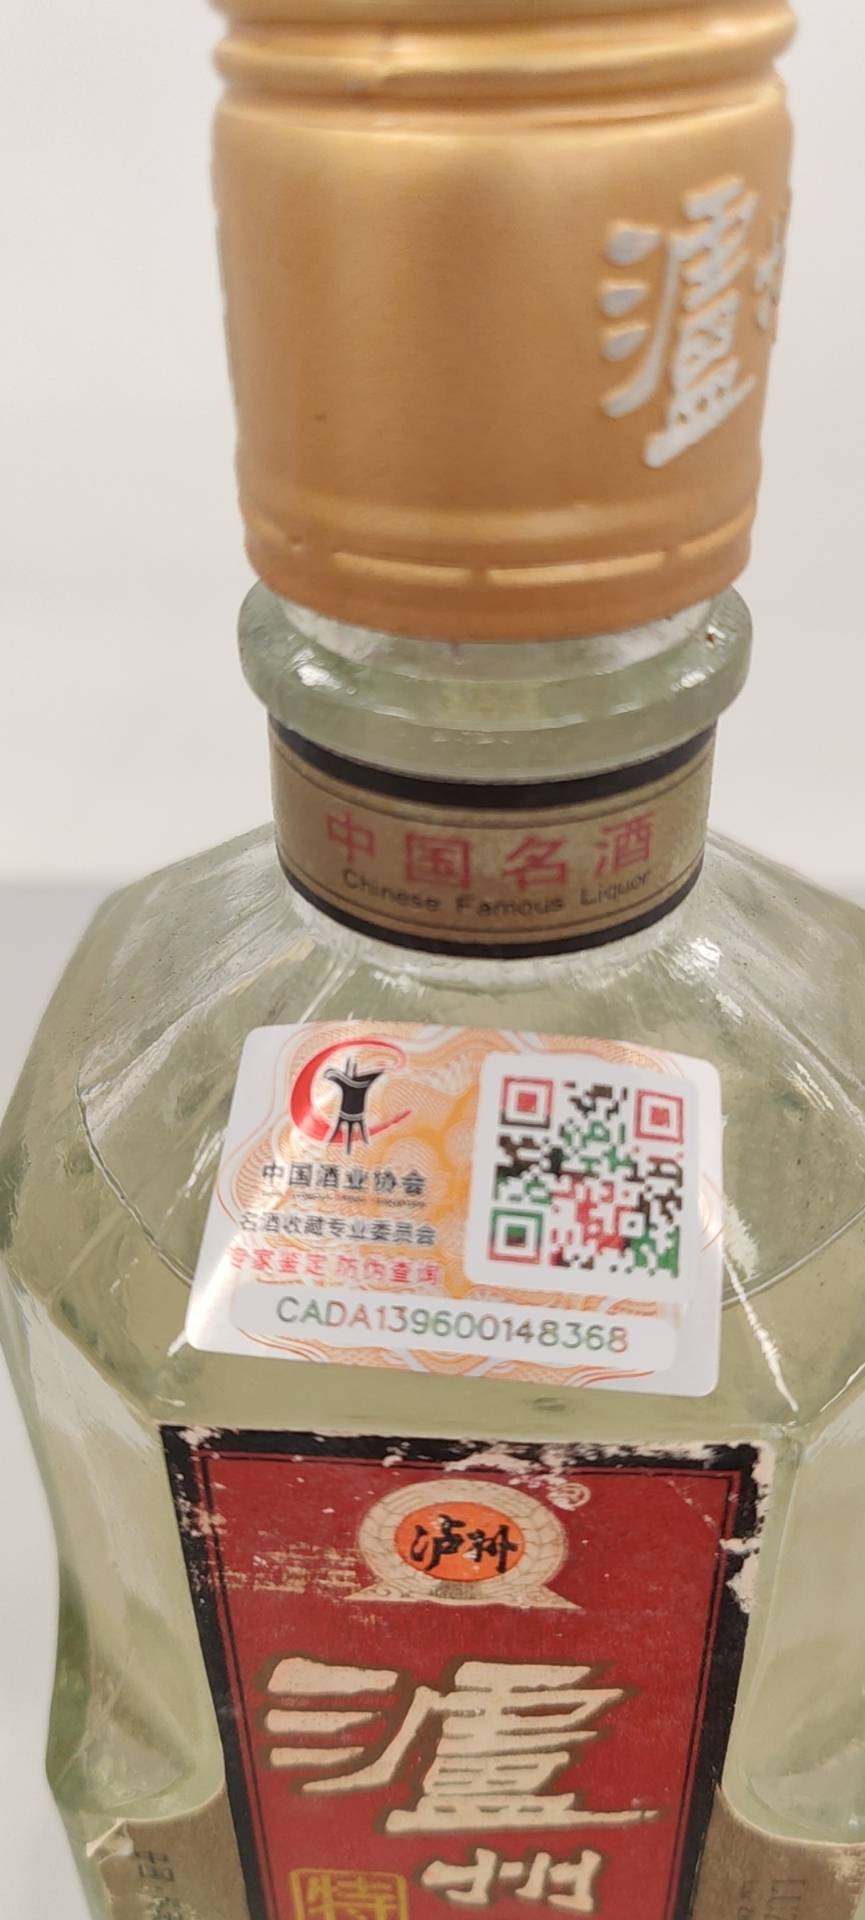 瀘
中国名酒
Chinese Famous Liquor
中国酒业协会
名酒收藏专业委员会
专家鉴定防伪查询
CADA139600148368
泸州
瀘
州
特